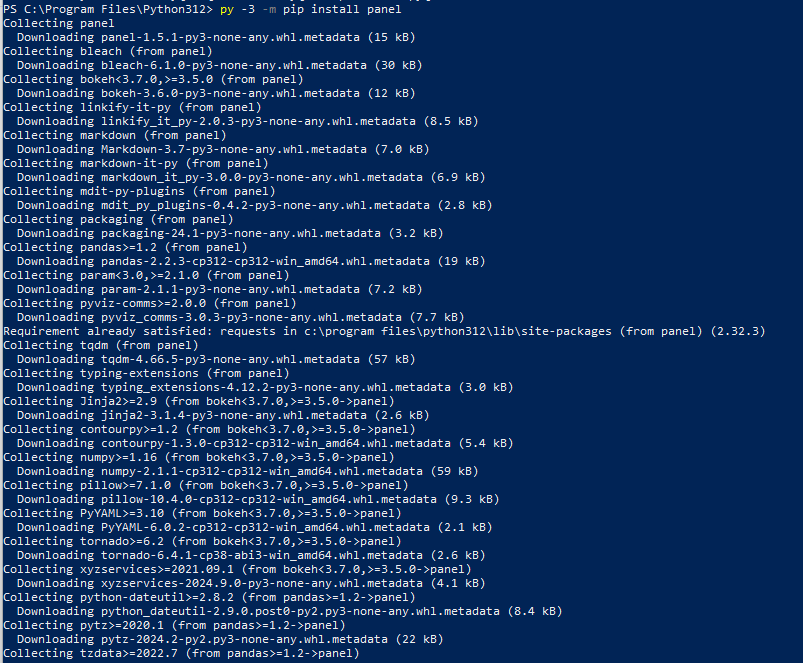 PS C:\Program Files\Python312> py -3 -m pip install panel
Collecting panel
  Downloading panel-1.5.1-py3-none-any.whl.metadata (15 kB)
Collecting bleach (from panel)
  Downloading bleach-6.1.0-py3-none-any.whl.metadata (30 kB)
Collecting bokeh<3.7.0,>=3.5.0 (from panel)
  Downloading bokeh-3.6.0-py3-none-any.whl.metadata (12 kB)
Collecting linkify-it-py (from panel)
  Downloading linkify_it_py-2.0.3-py3-none-any.whl.metadata (8.5 kB)
Collecting markdown (from panel)
  Downloading Markdown-3.7-py3-none-any.whl.metadata (7.0 kB)
Collecting markdown-it-py (from panel)
  Downloading markdown_it_py-3.0.0-py3-none-any.whl.metadata (6.9 kB)
Collecting mdit-py-plugins (from panel)
  Downloading mdit_py_plugins-0.4.2-py3-none-any.whl.metadata (2.8 kB)
Collecting packaging (from panel)
  Downloading packaging-24.1-py3-none-any.whl.metadata (3.2 kB)
Collecting pandas>=1.2 (from panel)
  Downloading pandas-2.2.3-cp312-cp312-win_amd64.whl.metadata (19 kB)
Collecting param<3.0,>=2.1.0 (from panel)
  Downloading param-2.1.1-py3-none-any.whl.metadata (7.2 kB)
Collecting pyviz-comms>=2.0.0 (from panel)
  Downloading pyviz_comms-3.0.3-py3-none-any.whl.metadata (7.7 kB)
Requirement already satisfied: requests in c:\program files\python312\lib\site-packages (from panel) (2.32.3)
Collecting tqdm (from panel)
  Downloading tqdm-4.66.5-py3-none-any.whl.metadata (57 kB)
Collecting typing-extensions (from panel)
  Downloading typing_extensions-4.12.2-py3-none-any.whl.metadata (3.0 kB)
Collecting Jinja2>=2.9 (from bokeh<3.7.0,>=3.5.0->panel)
  Downloading jinja2-3.1.4-py3-none-any.whl.metadata (2.6 kB)
Collecting contourpy>=1.2 (from bokeh<3.7.0,>=3.5.0->panel)
  Downloading contourpy-1.3.0-cp312-cp312-win_amd64.whl.metadata (5.4 kB)
Collecting numpy>=1.16 (from bokeh<3.7.0,>=3.5.0->panel)
  Downloading numpy-2.1.1-cp312-cp312-win_amd64.whl.metadata (59 kB)
Collecting pillow>=7.1.0 (from bokeh<3.7.0,>=3.5.0->panel)
  Downloading pillow-10.4.0-cp312-cp312-win_amd64.whl.metadata (9.3 kB)
Collecting PyYAML>=3.10 (from bokeh<3.7.0,>=3.5.0->panel)
  Downloading PyYAML-6.0.2-cp312-cp312-win_amd64.whl.metadata (2.1 kB)
Collecting tornado>=6.2 (from bokeh<3.7.0,>=3.5.0->panel)
  Downloading tornado-6.4.1-cp38-abi3-win_amd64.whl.metadata (2.6 kB)
Collecting xyzservices>=2021.09.1 (from bokeh<3.7.0,>=3.5.0->panel)
  Downloading xyzservices-2024.9.0-py3-none-any.whl.metadata (4.1 kB)
Collecting python-dateutil>=2.8.2 (from pandas>=1.2->panel)
  Downloading python_dateutil-2.9.0.post0-py2.py3-none-any.whl.metadata (8.4 kB)
Collecting pytz>=2020.1 (from pandas>=1.2->panel)
  Downloading pytz-2024.2-py2.py3-none-any.whl.metadata (22 kB)
Collecting tzdata>=2022.7 (from pandas>=1.2->panel)